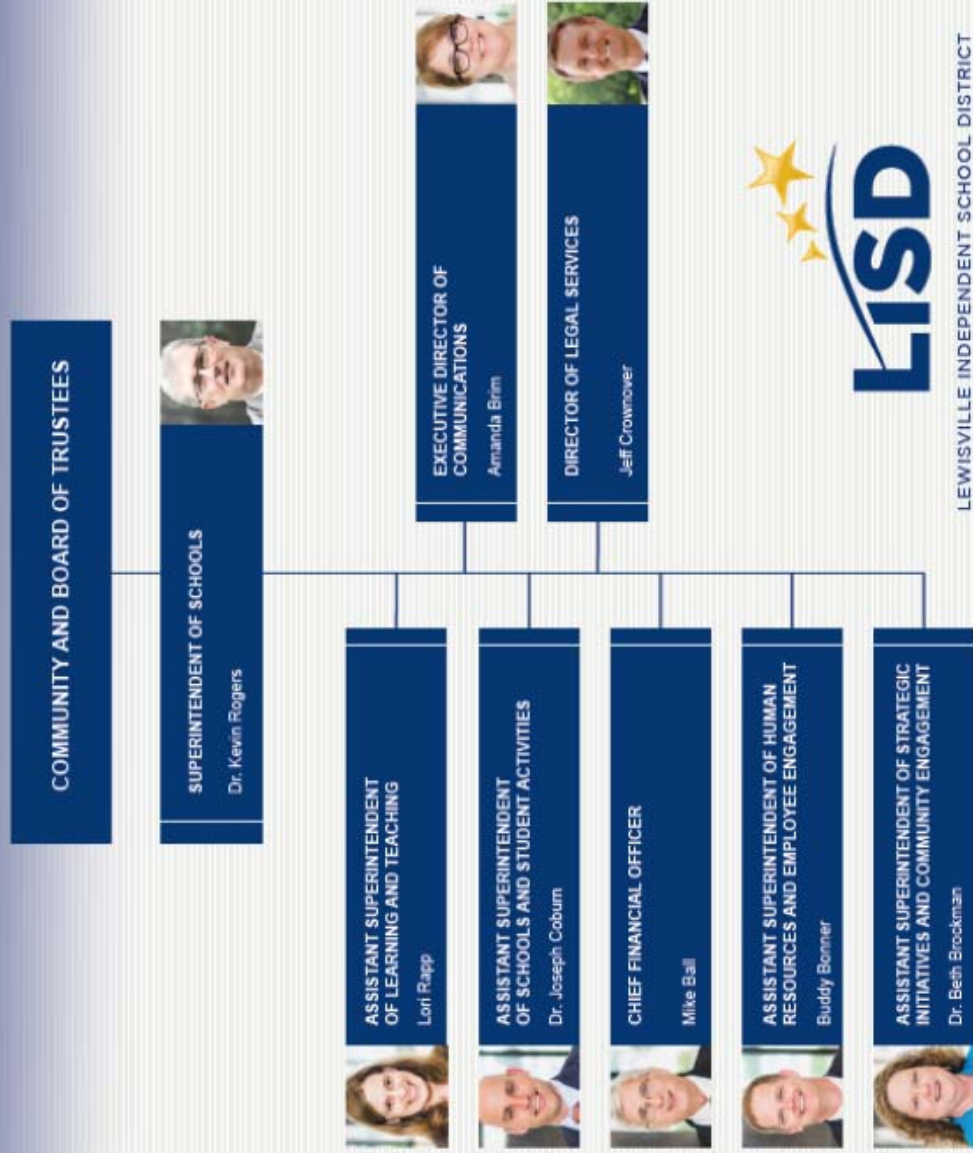 COMMUNITY AND BOARD OF TRUSTEES
SUPERINTENDENT OF SCHOOLS
Dr. Kevin Rogers
ASSISTANT SUPERINTENDENT
OF LEARNING AND TEACHING
Lori Rapp
ASSISTANT SUPERINTENDENT
OF SCHOOLS AND STUDENT ACTIVITIES
Dr. Joseph Coburn
CHIEF FINANCIAL OFFICER
Mike Ball
ASSISTANT SUPERINTENDENT OF HUMAN
RESOURCES AND EMPLOYEE ENGAGEMENT
Buddy Bonner
ASSISTANT SUPERINTENDENT OF STRATEGIC
INITIATIVES AND COMMUNITY ENGAGEMENT
Dr. Beth Brockman
EXECUTIVE DIRECTOR OF
COMMUNICATIONS
Amanda Brim
DIRECTOR OF LEGAL SERVICES
Jeff Crownover
LISD
LEWISVILLE INDEPENDENT SCHOOL DISTRICT